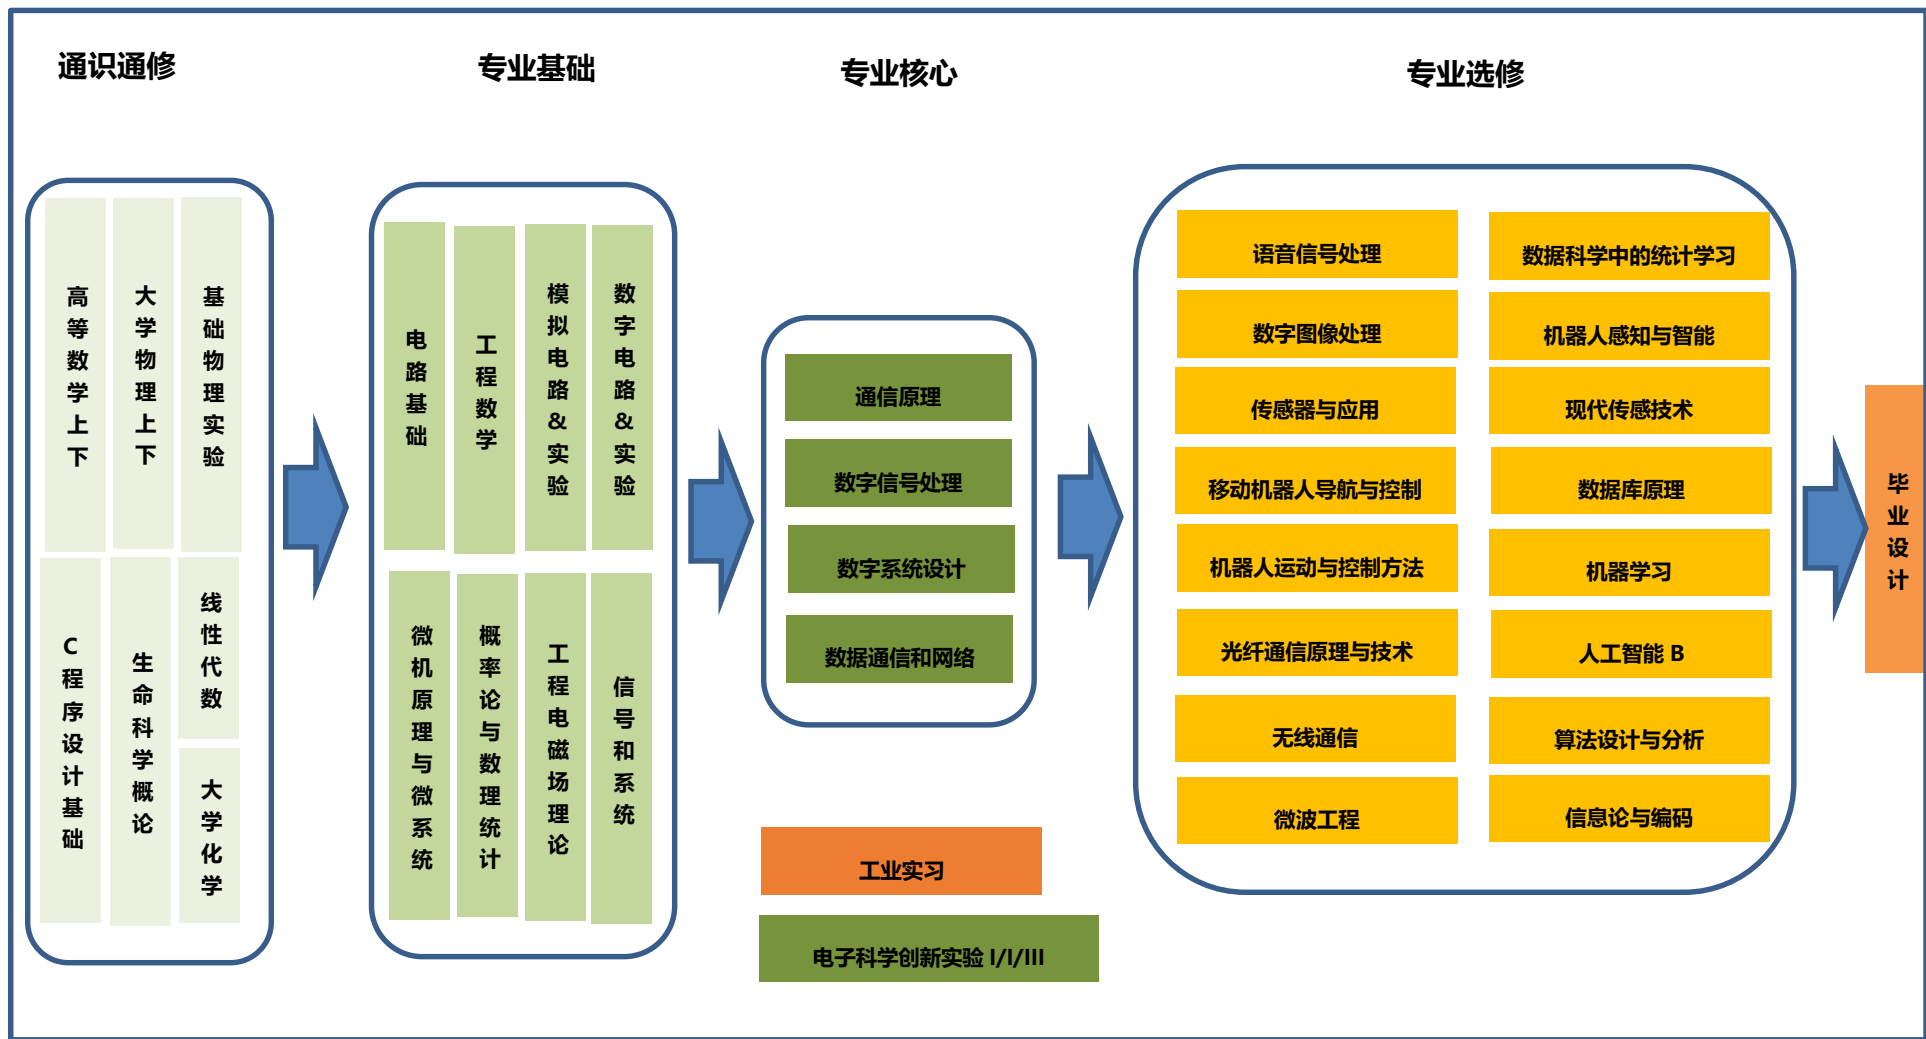 通识通修
专业基础
专业核心
专业选修
高等数学上下
大学物理上下
基础物理实验
C程序设计基础
生命科学概论
线性代数
大学化学
电路基础
工程数学
模拟电路&实验
数字电路&实验
微机原理与微系统
概率论与数理统计
工程电磁场理论
信号和系统
通信原理
数字信号处理
数字系统设计
数据通信和网络
工业实习
电子科学创新实验 I/I/III
语音信号处理
数据科学中的统计学习
数字图像处理
机器人感知与智能
传感器与应用
现代传感技术
移动机器人导航与控制
数据库原理
机器人运动与控制方法
机器学习
光纤通信原理与技术
人工智能 B
无线通信
算法设计与分析
微波工程
信息论与编码
毕业设计